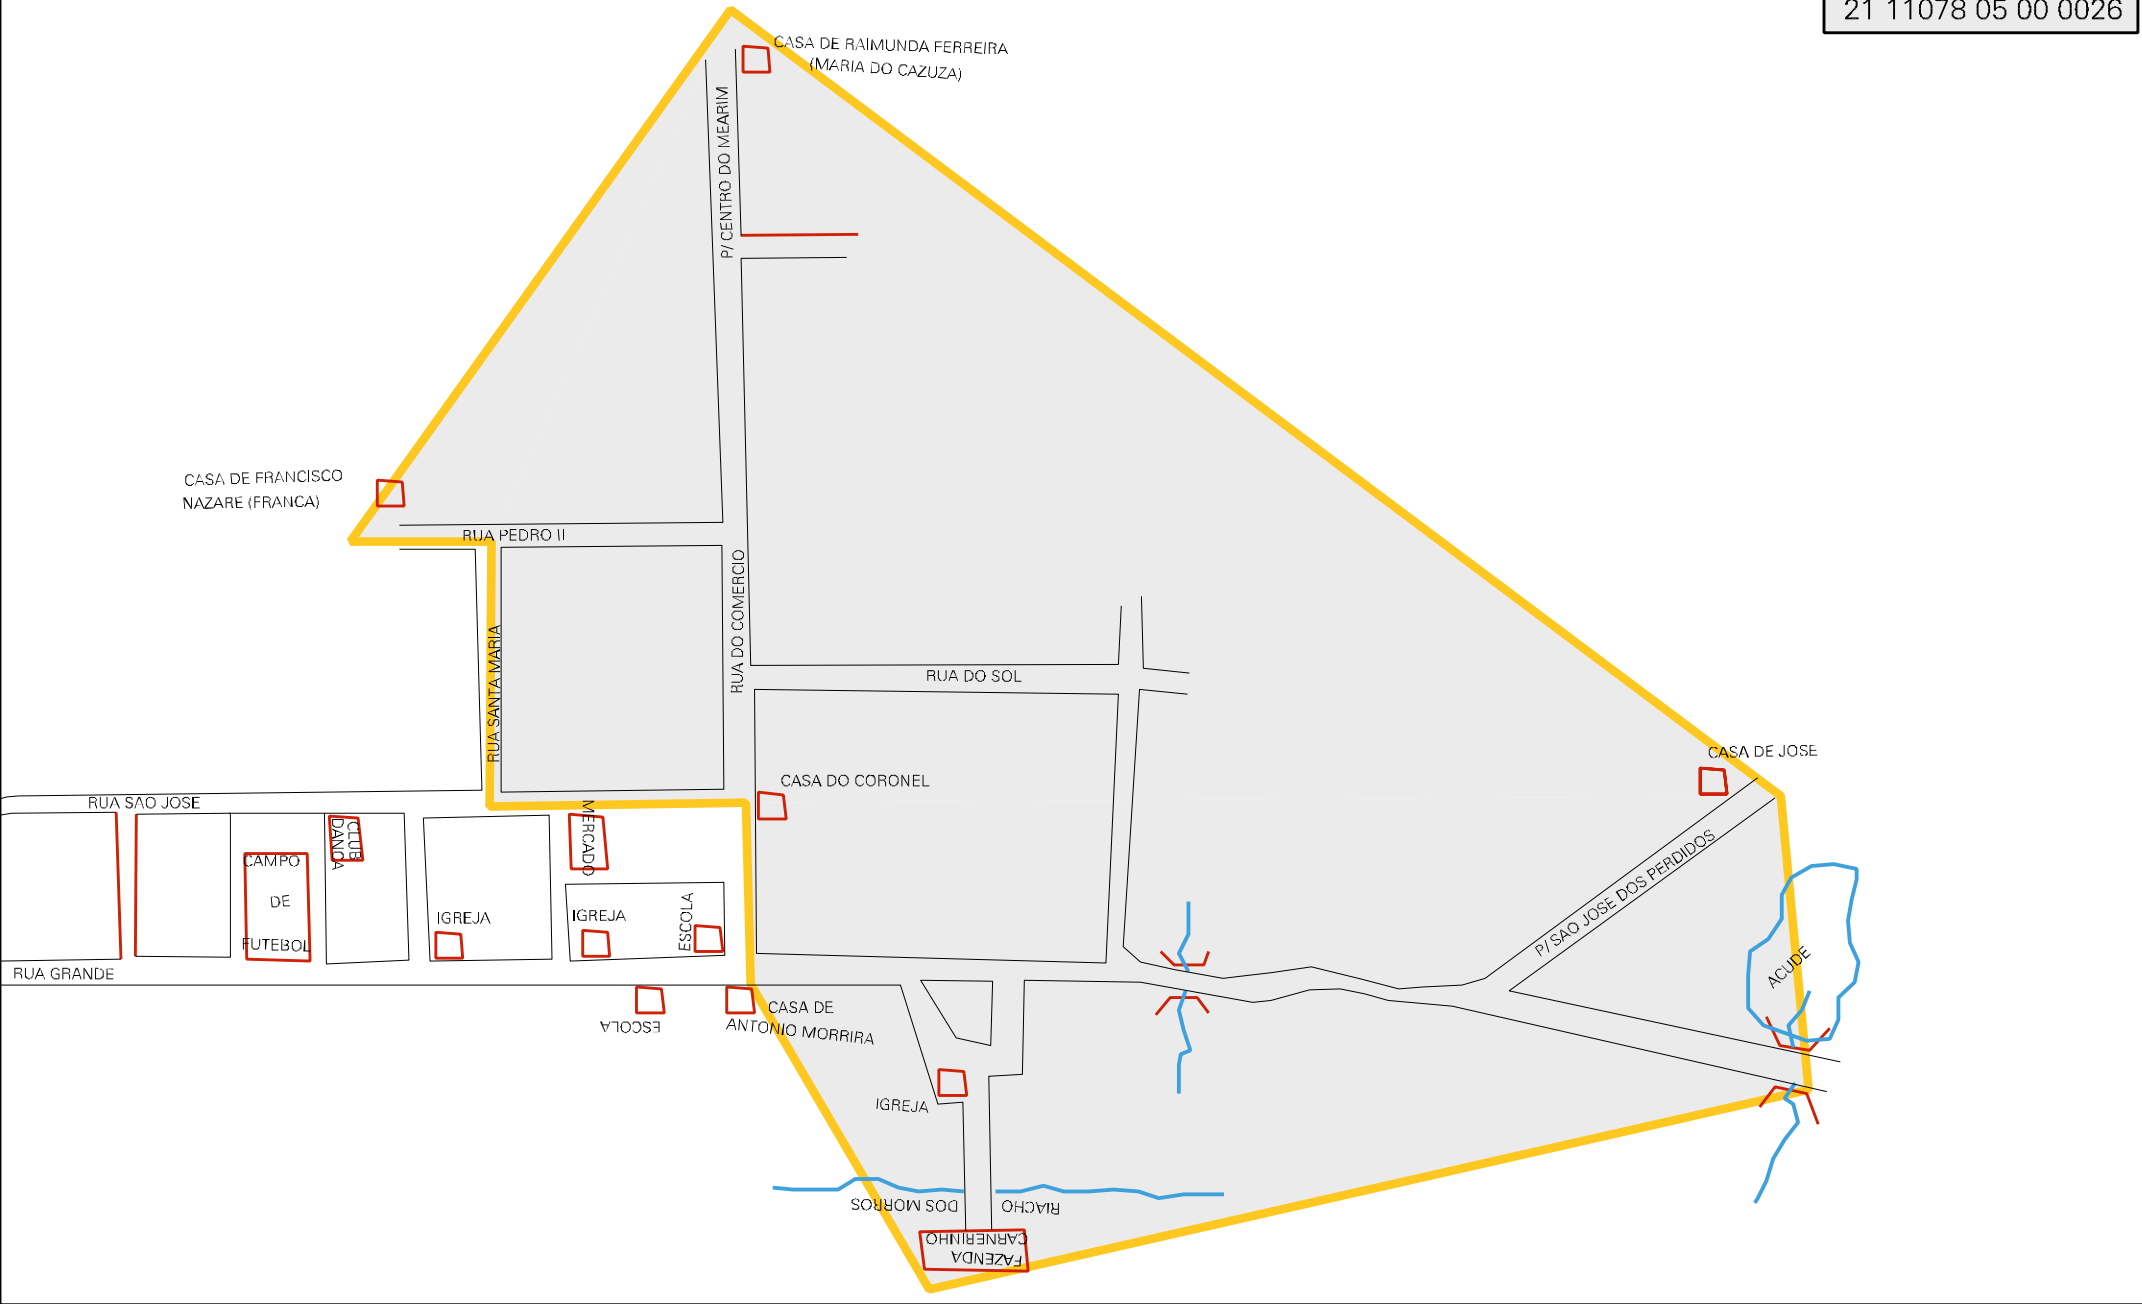 21 11078 05 00 0026
CASA DE RAIMUNDA FERREIRA
(MARIA DO CAZUZA)
P/ CENTRO DO MEARIM
CASA DE FRANCISCO
NAZARE (FRANCA)
RUA PEDRO II
RUA DO COMERCIO
RUA SANTA MARIA
RUA DO SOL
CASA DE JOSE
CASA DO CORONEL
RUA SAO JOSE
MERCADO
CLUB
DANDA
CAMPO
DE
FUTEBOL
IGREJA
IGREJA
ESCOLA
P/ SAO JOSE DOS PERDIDOS
ACUDE
RUA GRANDE
CASA DE
ANTONIO MORRIRA
ESCOLA
IGREJA
RIACHO
DOS MORROS
FAZENDA
CARNERINHO